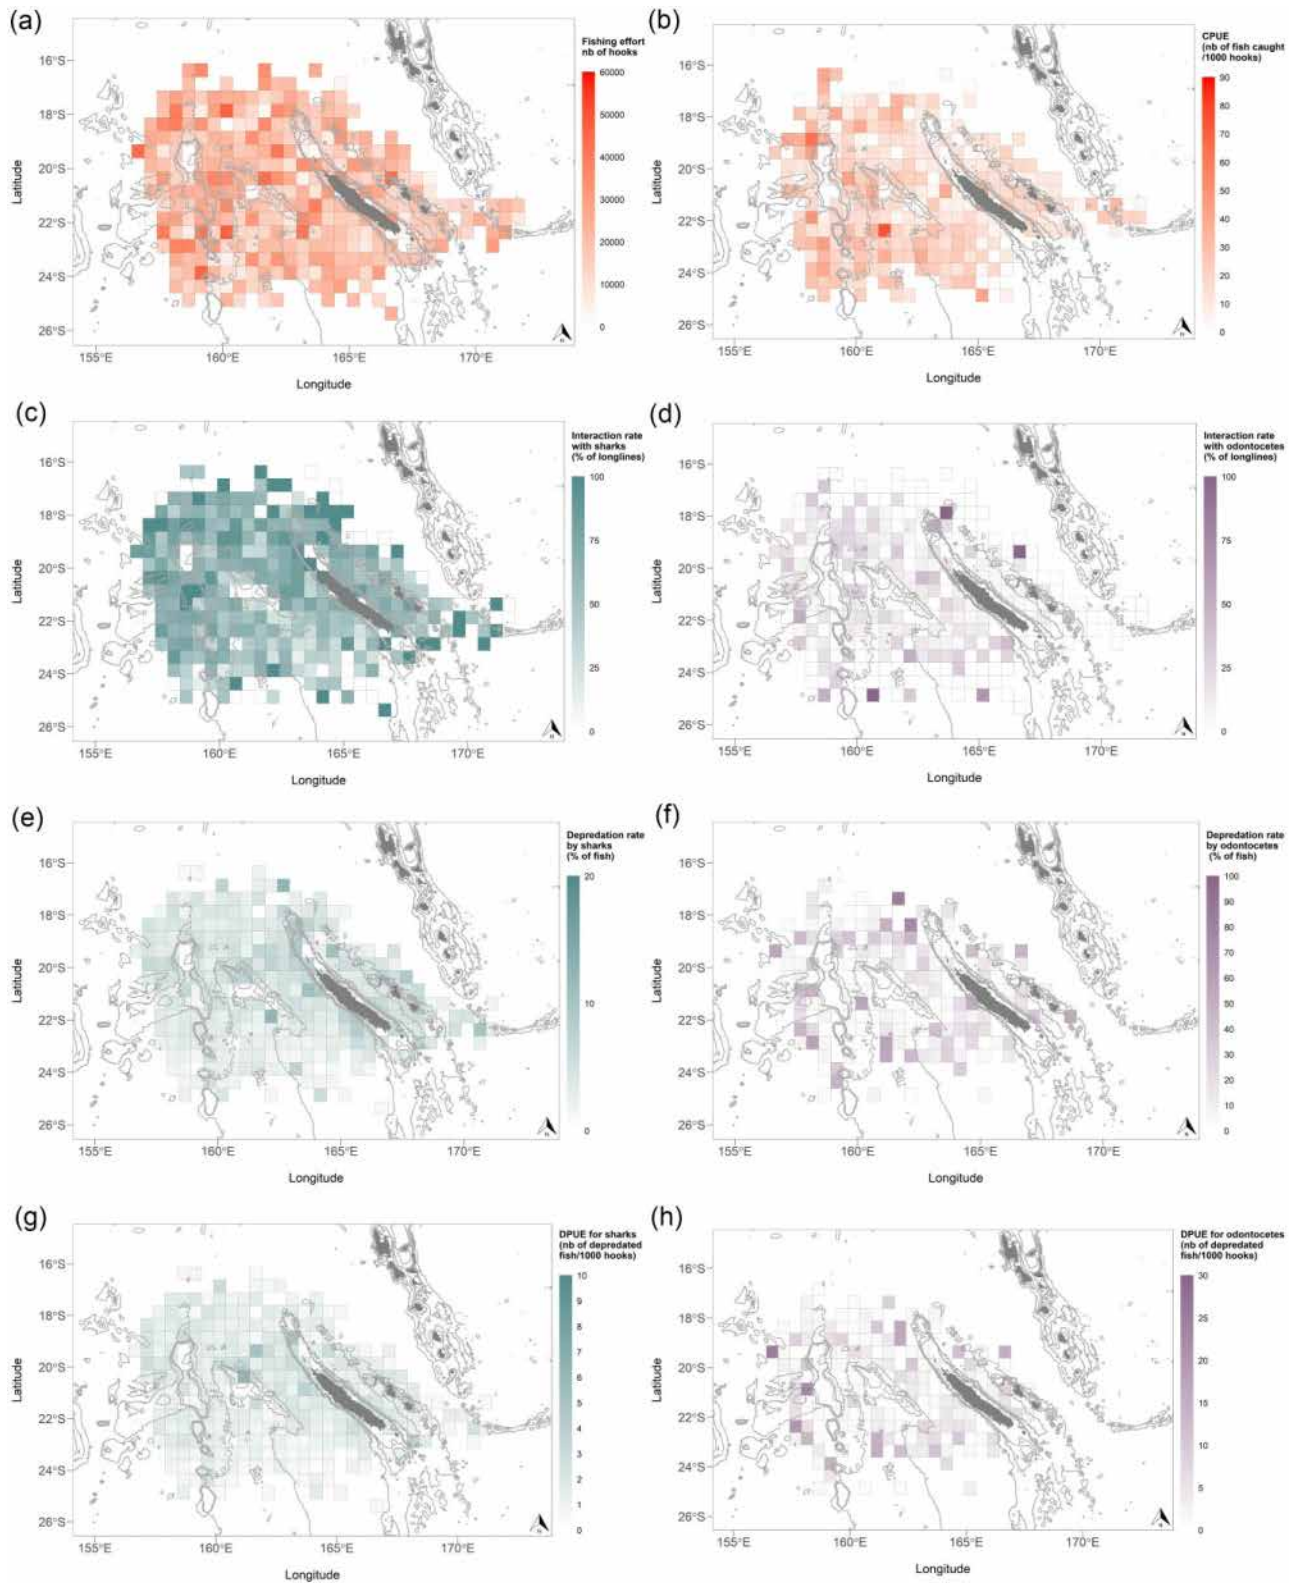 (a)
Fishing effort
nb of hooks
60000
50000
40000
30000
20000
10000
0
16°S
18°S
20°S
22°S
24°S
26°S
Latitude
155°E
160°E
165°E
170°E
Longitude
(b)
CPUE
(nb of fish caught
/1000 hooks)
90
80
70
60
50
40
30
20
10
0
16°S
18°S
20°S
22°S
24°S
26°S
Latitude
155°E
160°E
165°E
170°E
Longitude
(c)
Interaction rate
with sharks
(% of longlines)
100
75
50
25
0
16°S
18°S
20°S
22°S
24°S
26°S
Latitude
155°E
160°E
165°E
170°E
Longitude
(d)
Interaction rate
with odontocetes
(% of longlines)
100
75
50
25
0
16°S
18°S
20°S
22°S
24°S
26°S
Latitude
155°E
160°E
165°E
170°E
Longitude
(e)
Depredation rate
by sharks
(% of fish)
20
10
0
16°S
18°S
20°S
22°S
24°S
26°S
Latitude
155°E
160°E
165°E
170°E
Longitude
(f)
Depredation rate
by odontocetes
(% of fish)
100
90
80
70
60
50
40
30
20
10
0
16°S
18°S
20°S
22°S
24°S
26°S
Latitude
155°E
160°E
165°E
170°E
Longitude
(g)
DPUE for sharks
(nb of depredated
fish/1000 hooks)
10
9
8
7
6
5
4
3
2
1
0
16°S
18°S
20°S
22°S
24°S
26°S
Latitude
155°E
160°E
165°E
170°E
Longitude
(h)
DPUE for odontocetes
(nb of depredated
fish/1000 hooks)
30
20
15
10
5
0
16°S
18°S
20°S
22°S
24°S
26°S
Latitude
155°E
160°E
165°E
170°E
Longitude